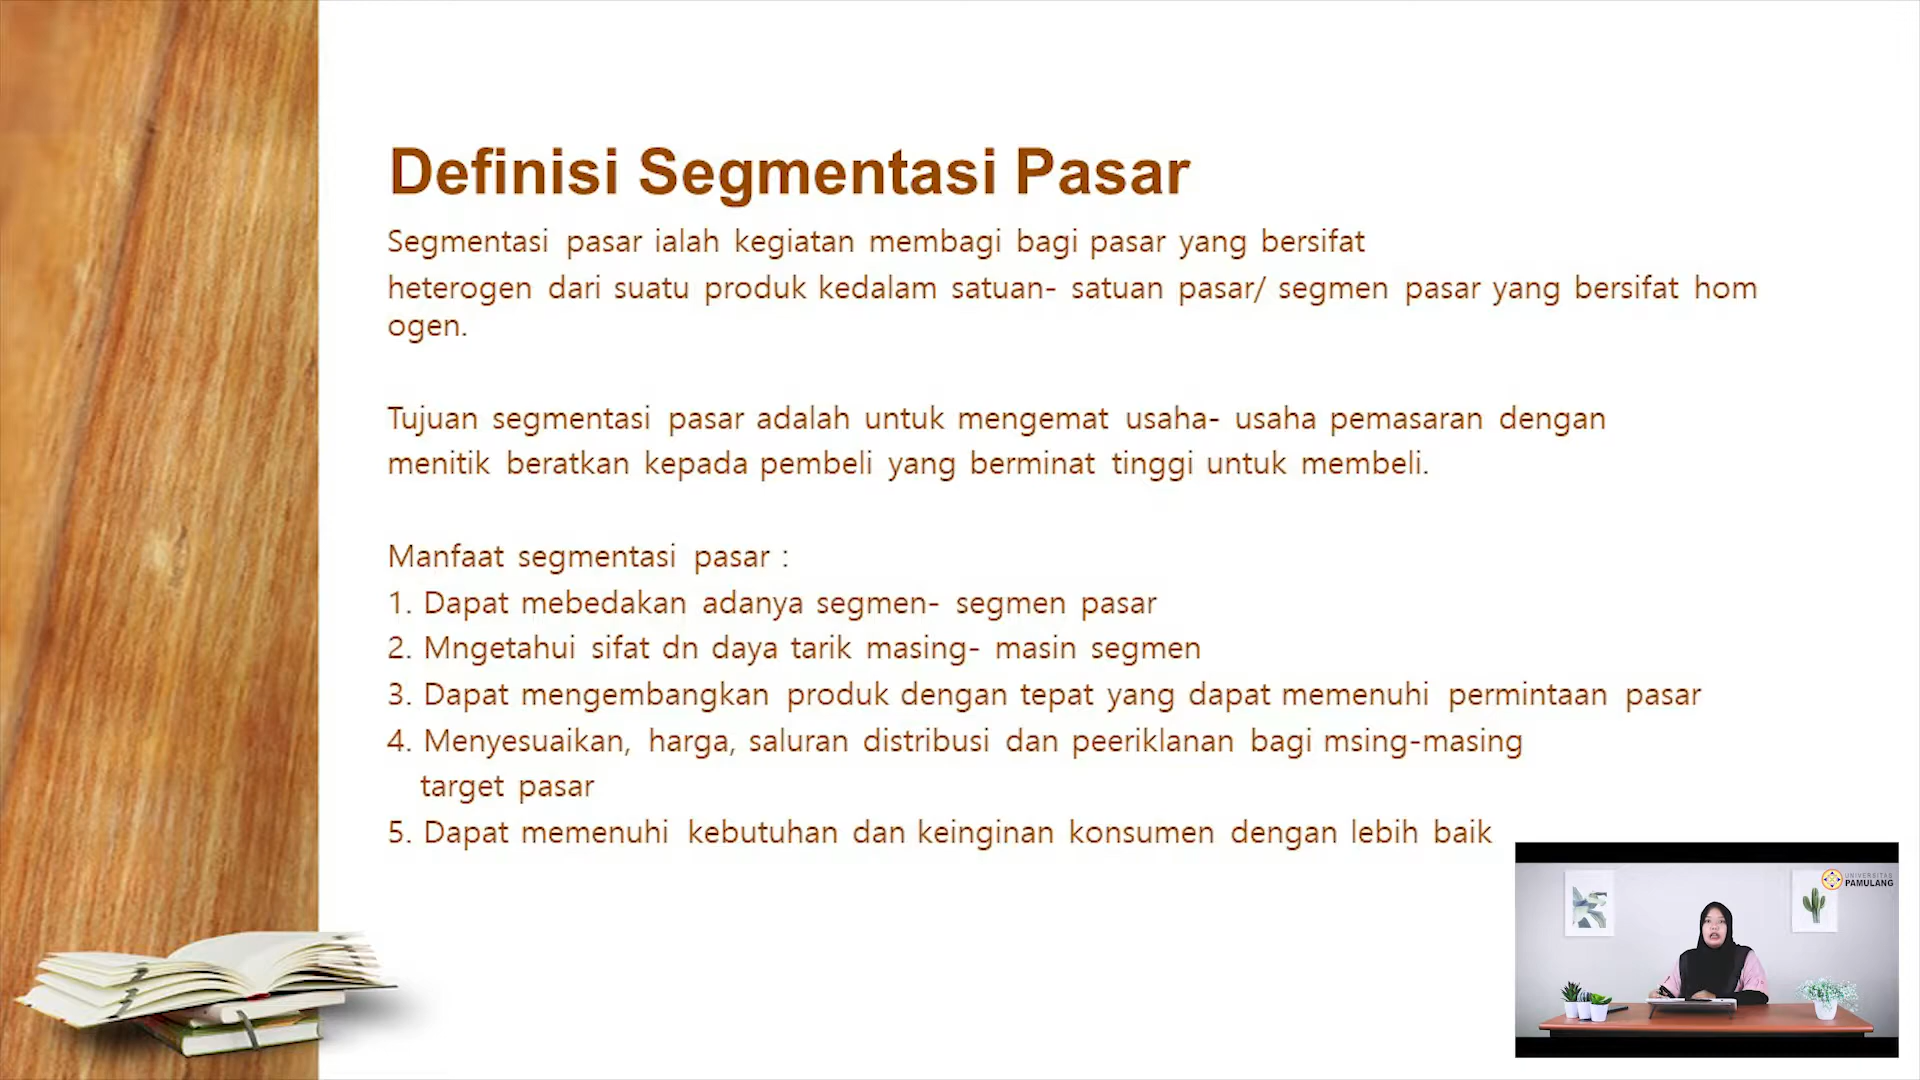 Definisi Segmentasi Pasar
Segmentasi pasar ialah kegiatan membagi bagi pasar yang bersifat
heterogen dari suatu produk kedalam satuan- satuan pasar/ segmen pasar yang bersifat hom
ogen.
Tujuan segmentasi pasar adalah untuk mengemat usaha- usaha pemasaran dengan
menitik beratkan kepada pembeli yang berminat tinggi untuk membeli.
Manfaat segmentasi pasar :
1. Dapat mebedakan adanya segmen- segmen pasar
2. Mngetahui sifat dn daya tarik masing- masin segmen
3. Dapat mengembangkan produk dengan tepat yang dapat memenuhi permintaan pasar
4. Menyesuaikan, harga, saluran distribusi dan peeriklanan bagi msing-masing
target pasar
5. Dapat memenuhi kebutuhan dan keinginan konsumen dengan lebih baik
UNIVERSITAS
PAMULANG